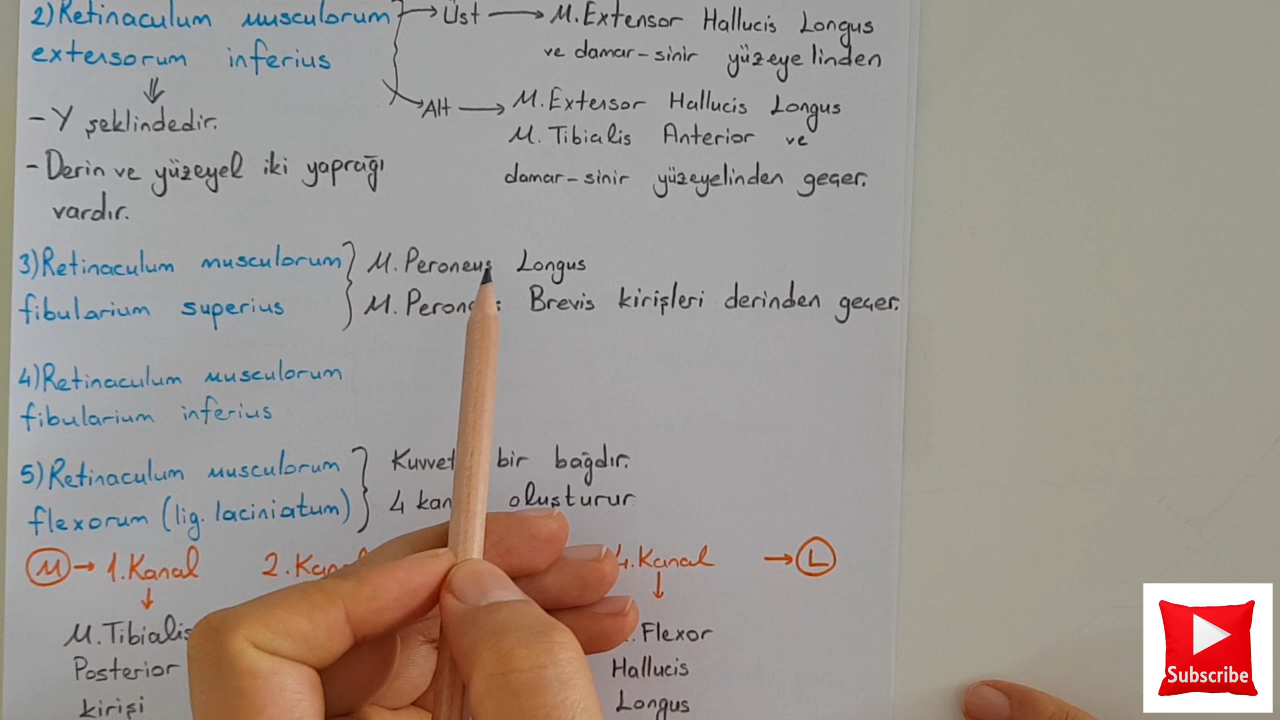 2) Retinaculum musculorum extensorum inferius
Üst → M. Extensor Hallucis Longus
ve damar-sinir yüzeye linden
Alt → M. Extensor Hallucis Longus
M. Tibialis Anterior ve
damar-sinir yüzeyelinden geçer.
- Y şeklindedir.
- Derin ve yüzeyel iki yaprağı
vardır.
3) Retinaculum musculorum
fibularium superius
M. Peroneus Longus
M. Brevis kirişleri derinden geçer.
4) Retinaculum musculorum
fibularium inferius
5) Retinaculum musculorum
flexorum (lig. laciniatum)
bir bağdır.
4 oluşturur
M → 1. Kanal
2.
4. Kanal → L
M. Tibialis
Posterior
kirişi
Flexor
Hallucis
Longus
Subscribe